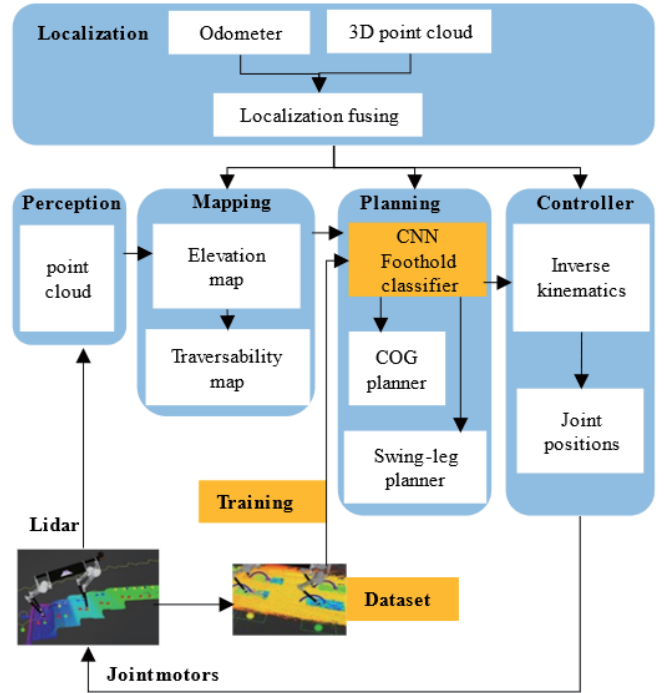 Localization
Odometer
3D point cloud
Localization fusing
Perception
point
cloud
Mapping
Elevation
map
Traversability
map
Planning
CNN
Foothold
classifier
COG
planner
Swing-leg
planner
Controller
Inverse
kinematics
Joint
positions
Training
Lidar
Dataset
Jointmotors